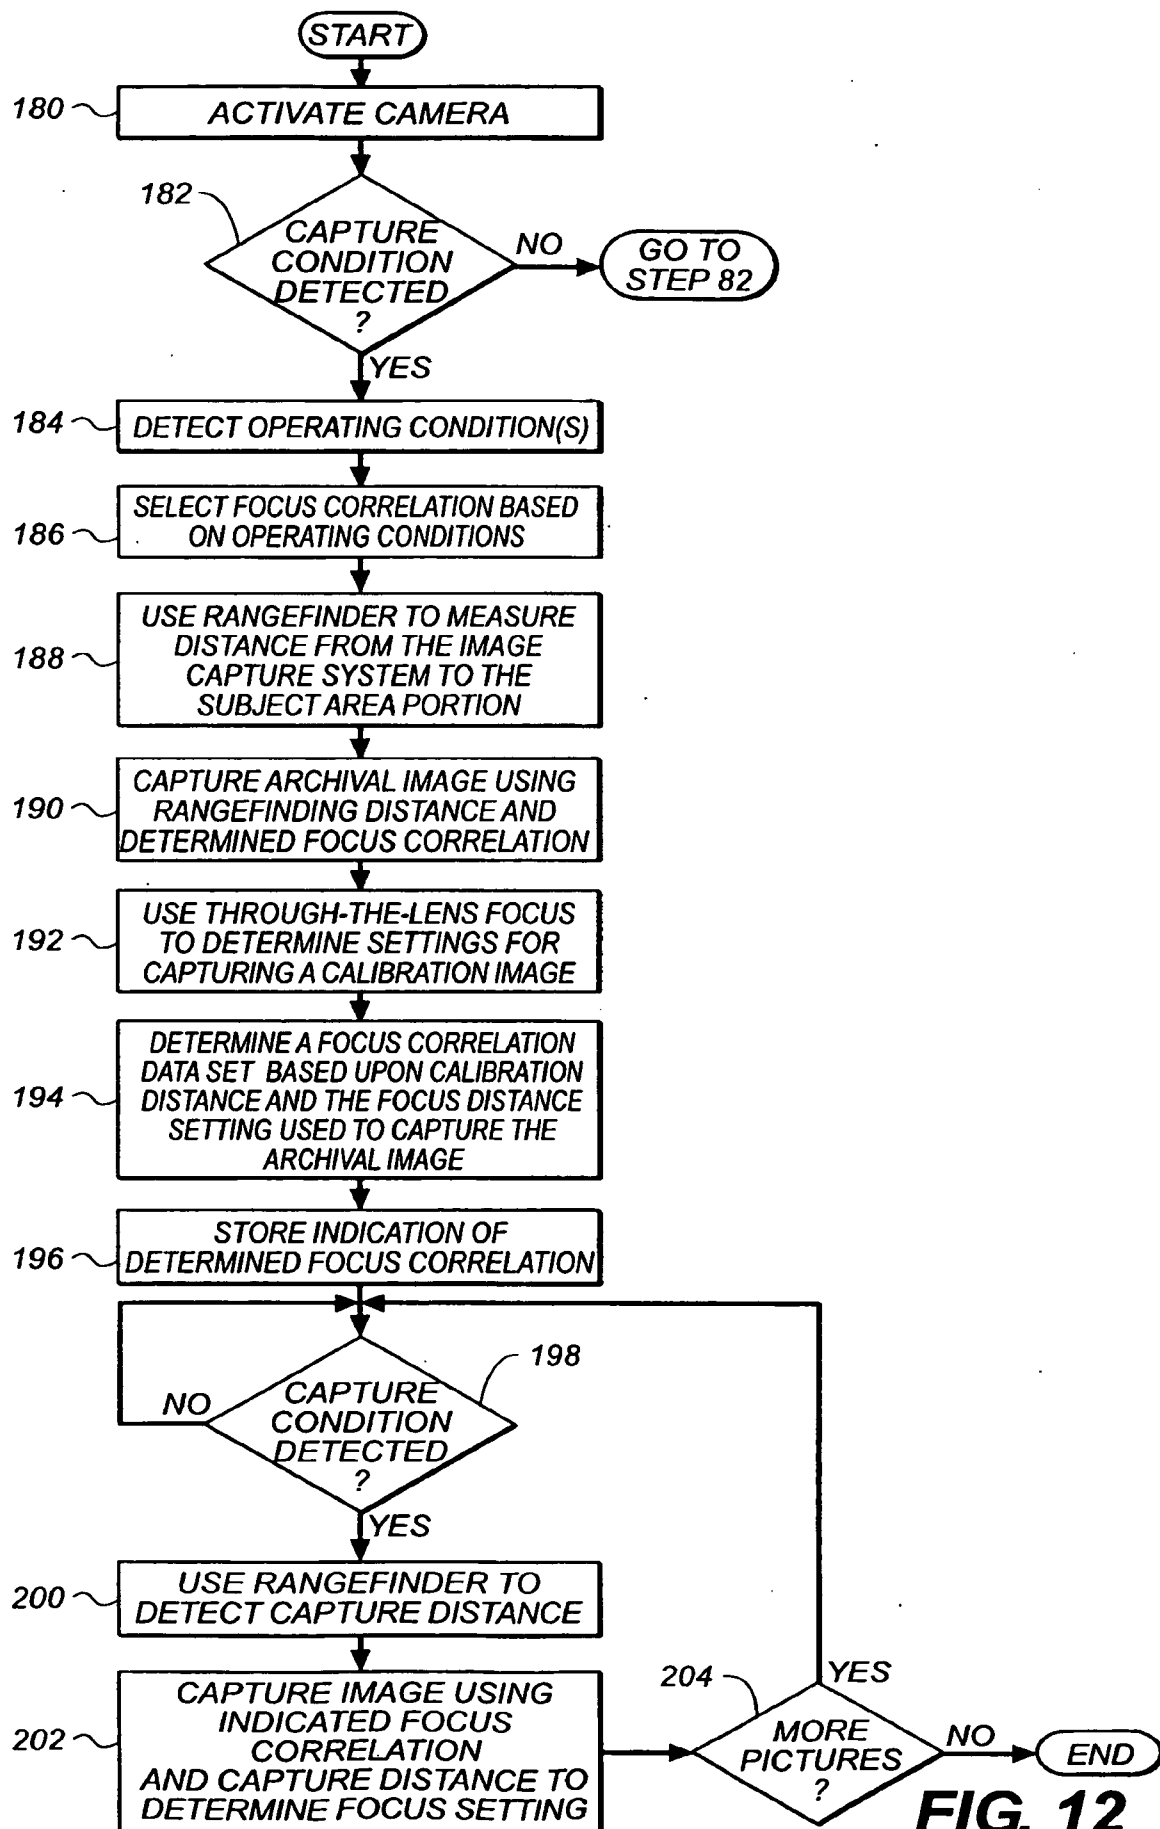 START
180
ACTIVATE CAMERA
182
CAPTURE
CONDITION
DETECTED
?
NO
GO TO
STEP 82
YES
184
DETECT OPERATING CONDITION(S)
186
SELECT FOCUS CORRELATION BASED
ON OPERATING CONDITIONS
188
USE RANGEFINDER TO MEASURE
DISTANCE FROM THE IMAGE
CAPTURE SYSTEM TO THE
SUBJECT AREA PORTION
190
CAPTURE ARCHIVAL IMAGE USING
RANGEFINDING DISTANCE AND
DETERMINED FOCUS CORRELATION
192
USE THROUGH-THE-LENS FOCUS
TO DETERMINE SETTINGS FOR
CAPTURING A CALIBRATION IMAGE
194
DETERMINE A FOCUS CORRELATION
DATA SET BASED UPON CALIBRATION
DISTANCE AND THE FOCUS DISTANCE
SETTING USED TO CAPTURE THE
ARCHIVAL IMAGE
196
STORE INDICATION OF
DETERMINED FOCUS CORRELATION
198
NO
CAPTURE
CONDITION
DETECTED
?
YES
200
USE RANGEFINDER TO
DETECT CAPTURE DISTANCE
202
CAPTURE IMAGE USING
INDICATED FOCUS
CORRELATION
AND CAPTURE DISTANCE TO
DETERMINE FOCUS SETTING
204
YES
MORE
PICTURES
?
NO
END
FIG. 12